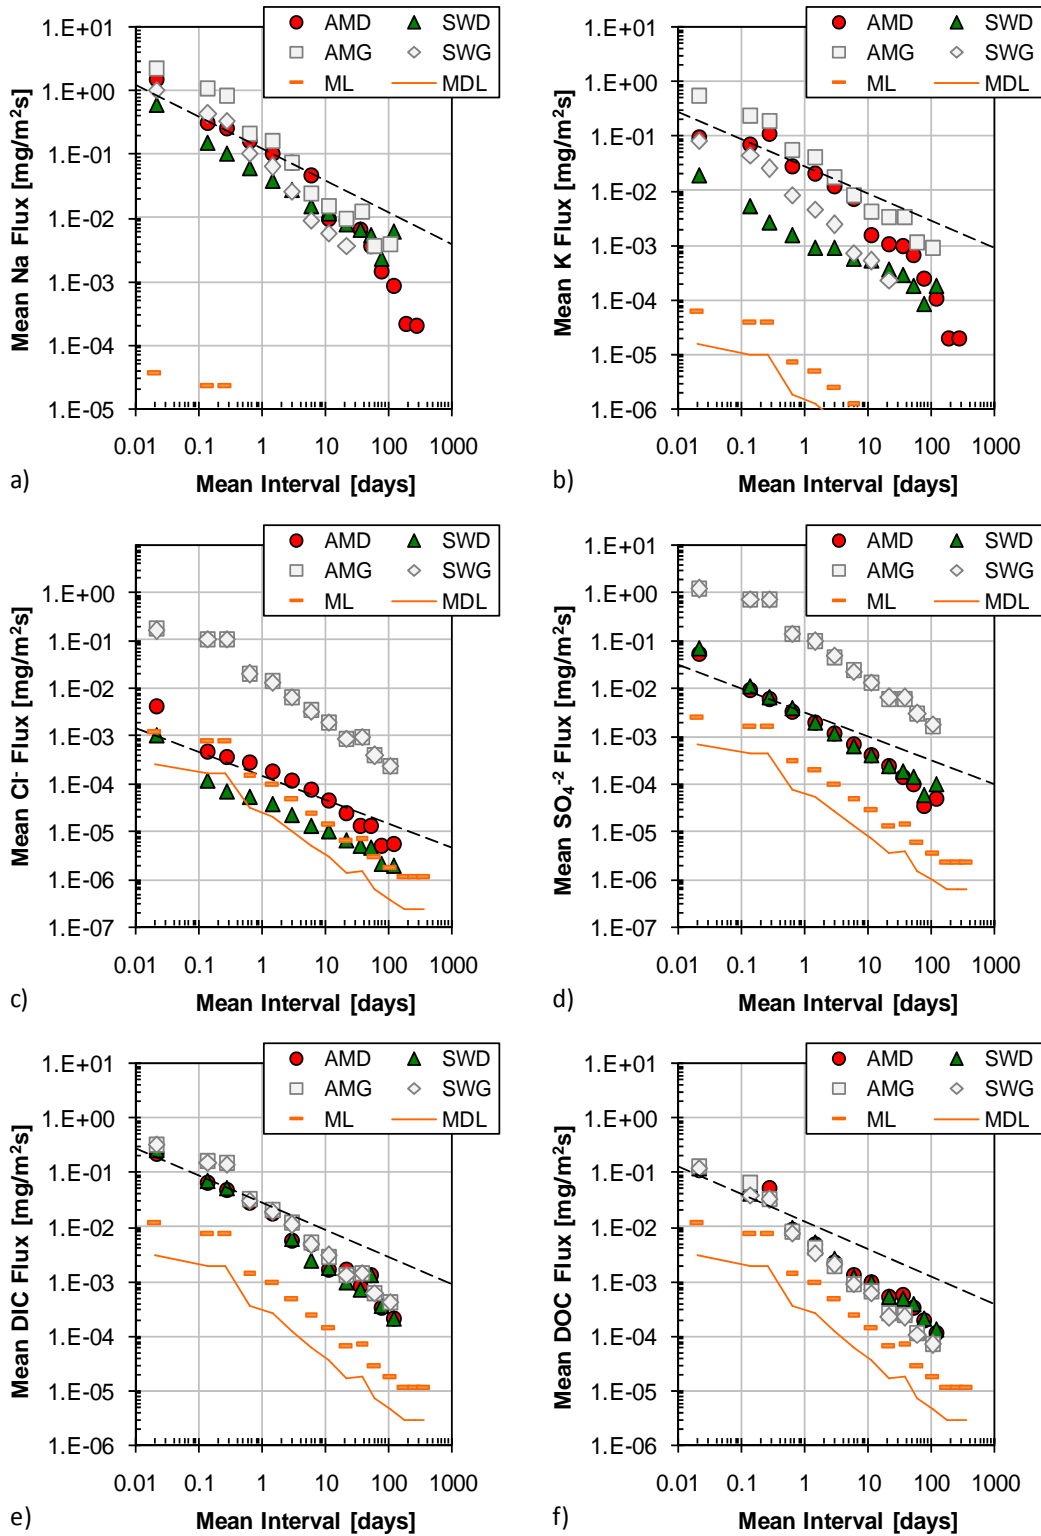 AMD SWD
AMG SWG
ML MDL
1.E+01
1.E+00
1.E-01
1.E-02
1.E-03
1.E-04
1.E-05
Mean Na Flux [mg/m²s]
0.01 0.1 1 10 100 1000
Mean Interval [days]
a)
AMD SWD
AMG SWG
ML MDL
1.E+01
1.E+00
1.E-01
1.E-02
1.E-03
1.E-04
1.E-05
1.E-06
Mean K Flux [mg/m²s]
0.01 0.1 1 10 100 1000
Mean Interval [days]
b)
AMD SWD
AMG SWG
ML MDL
1.E+00
1.E-01
1.E-02
1.E-03
1.E-04
1.E-05
1.E-06
1.E-07
Mean Cl⁻ Flux [mg/m²s]
0.01 0.1 1 10 100 1000
Mean Interval [days]
c)
AMD SWD
AMG SWG
ML MDL
1.E+01
1.E+00
1.E-01
1.E-02
1.E-03
1.E-04
1.E-05
1.E-06
1.E-07
Mean SO₄⁻² Flux [mg/m²s]
0.01 0.1 1 10 100 1000
Mean Interval [days]
d)
AMD SWD
AMG SWG
ML MDL
1.E+01
1.E+00
1.E-01
1.E-02
1.E-03
1.E-04
1.E-05
1.E-06
Mean DIC Flux [mg/m²s]
0.01 0.1 1 10 100 1000
Mean Interval [days]
e)
AMD SWD
AMG SWG
ML MDL
1.E+01
1.E+00
1.E-01
1.E-02
1.E-03
1.E-04
1.E-05
1.E-06
Mean DOC Flux [mg/m²s]
0.01 0.1 1 10 100 1000
Mean Interval [days]
f)